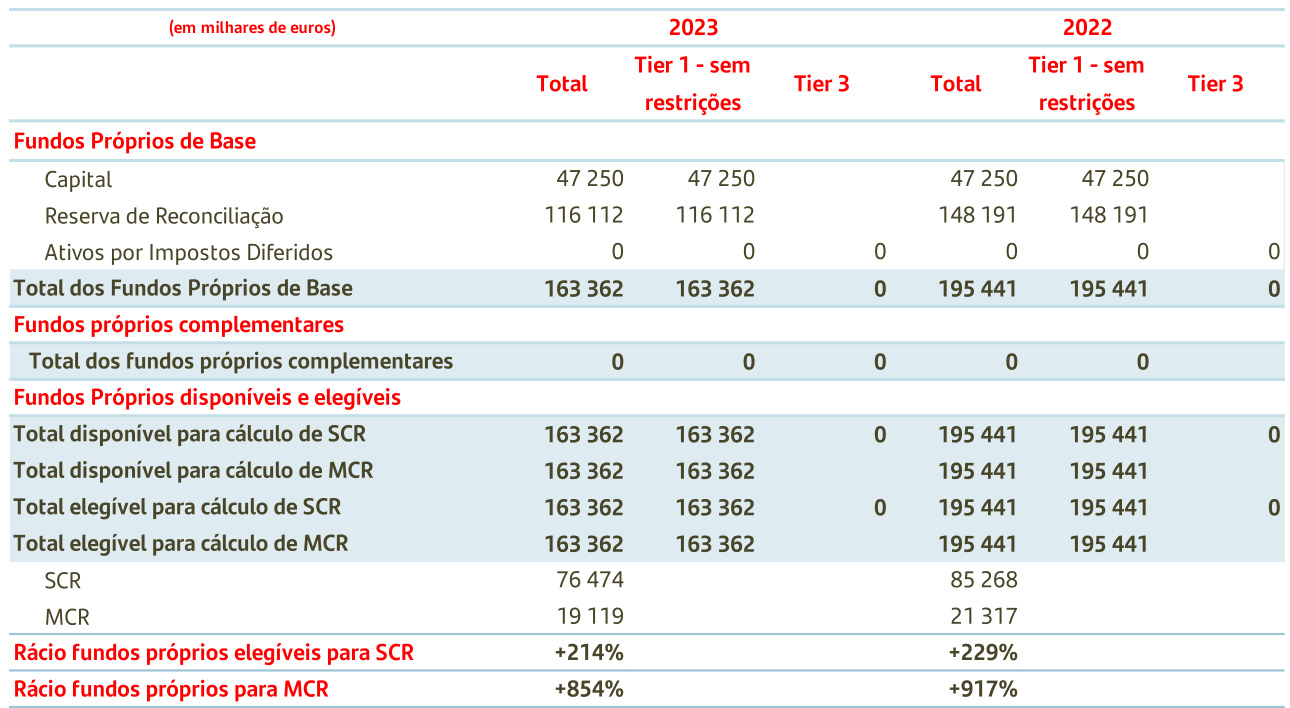 (em milhares de euros) 2023 2022
Total Tier 1 - sem restrições Tier 3 Total Tier 1 - sem restrições Tier 3
Fundos Próprios de Base
Capital 47 250 47 250 47 250 47 250
Reserva de Reconciliação 116 112 116 112 148 191 148 191
Ativos por Impostos Diferidos 0 0 0 0 0 0
Total dos Fundos Próprios de Base 163 362 163 362 0 195 441 195 441 0
Fundos próprios complementares
Total dos fundos próprios complementares 0 0 0 0 0
Fundos Próprios disponíveis e elegíveis
Total disponível para cálculo de SCR 163 362 163 362 0 195 441 195 441 0
Total disponível para cálculo de MCR 163 362 163 362 195 441 195 441
Total elegível para cálculo de SCR 163 362 163 362 0 195 441 195 441 0
Total elegível para cálculo de MCR 163 362 163 362 195 441 195 441
SCR 76 474 85 268
MCR 19 119 21 317
Rácio fundos próprios elegíveis para SCR +214% +229%
Rácio fundos próprios para MCR +854% +917%